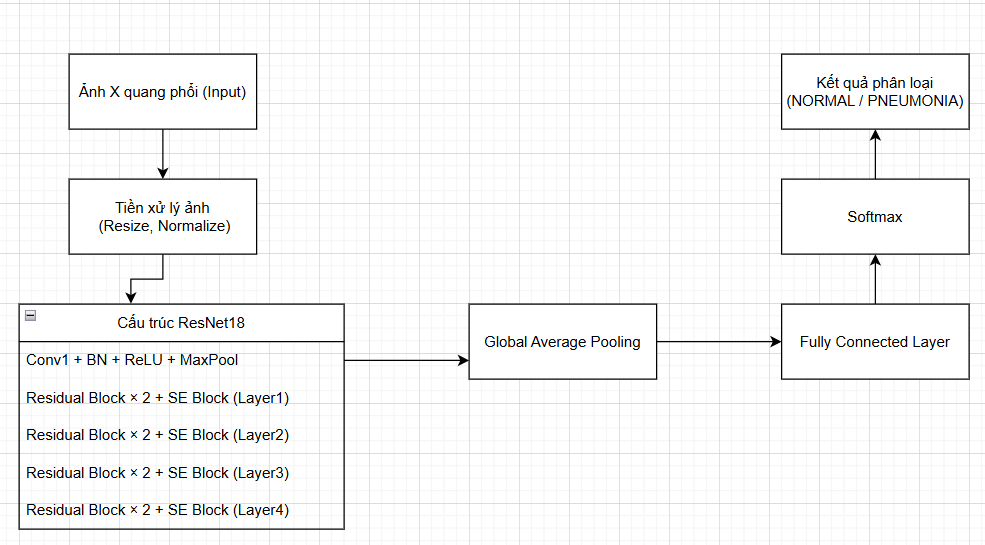 Ảnh X quang phổi (Input)
Tiền xử lý ảnh
(Resize, Normalize)
Cấu trúc ResNet18
Conv1 + BN + ReLU + MaxPool
Residual Block × 2 + SE Block (Layer1)
Residual Block × 2 + SE Block (Layer2)
Residual Block × 2 + SE Block (Layer3)
Residual Block × 2 + SE Block (Layer4)
Global Average Pooling
Fully Connected Layer
Softmax
Kết quả phân loại
(NORMAL / PNEUMONIA)